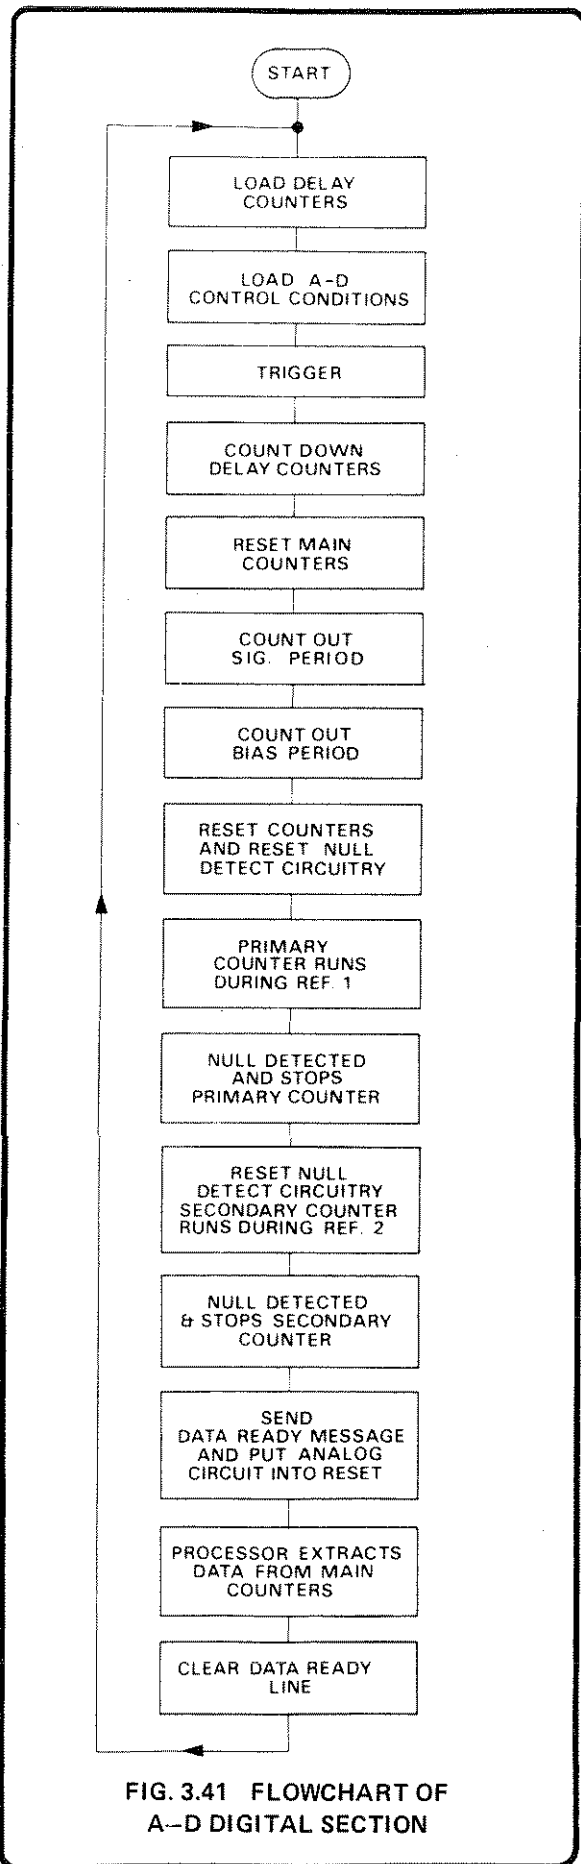 START
LOAD DELAY
COUNTERS
LOAD A-D
CONTROL CONDITIONS
TRIGGER
COUNT DOWN
DELAY COUNTERS
RESET MAIN
COUNTERS
COUNT OUT
SIG. PERIOD
COUNT OUT
BIAS PERIOD
RESET COUNTERS
AND RESET NULL
DETECT CIRCUITRY
PRIMARY
COUNTER RUNS
DURING REF. 1
NULL DETECTED
AND STOPS
PRIMARY COUNTER
RESET NULL
DETECT CIRCUITRY
SECONDARY COUNTER
RUNS DURING REF. 2
NULL DETECTED
& STOPS SECONDARY
COUNTER
SEND
DATA READY MESSAGE
AND PUT ANALOG
CIRCUIT INTO RESET
PROCESSOR EXTRACTS
DATA FROM MAIN
COUNTERS
CLEAR DATA READY
LINE
FIG. 3.41 FLOWCHART OF
A–D DIGITAL SECTION